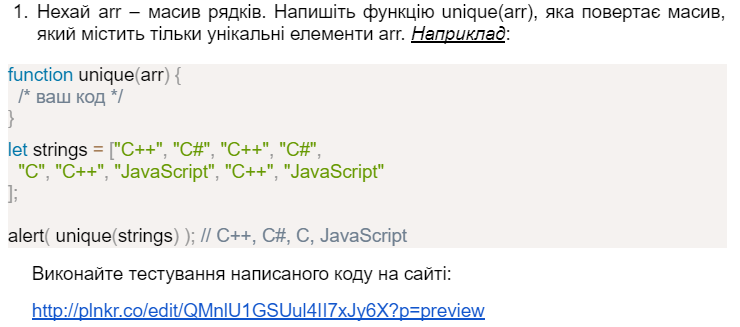 1. Нехай arr – масив рядків. Напишіть функцію unique(arr), яка повертає масив,
який містить тільки унікальні елементи arr. Наприклад:
function unique(arr) {
/* ваш код */
}
let strings = ["C++", "C#", "C++", "C#",
"C", "C++", "JavaScript", "C++", "JavaScript"
];
alert( unique(strings) ); // C++, C#, C, JavaScript
Виконайте тестування написаного коду на сайті:
http://plnkr.co/edit/QMnlU1GSUul4II7xJy6X?p=preview